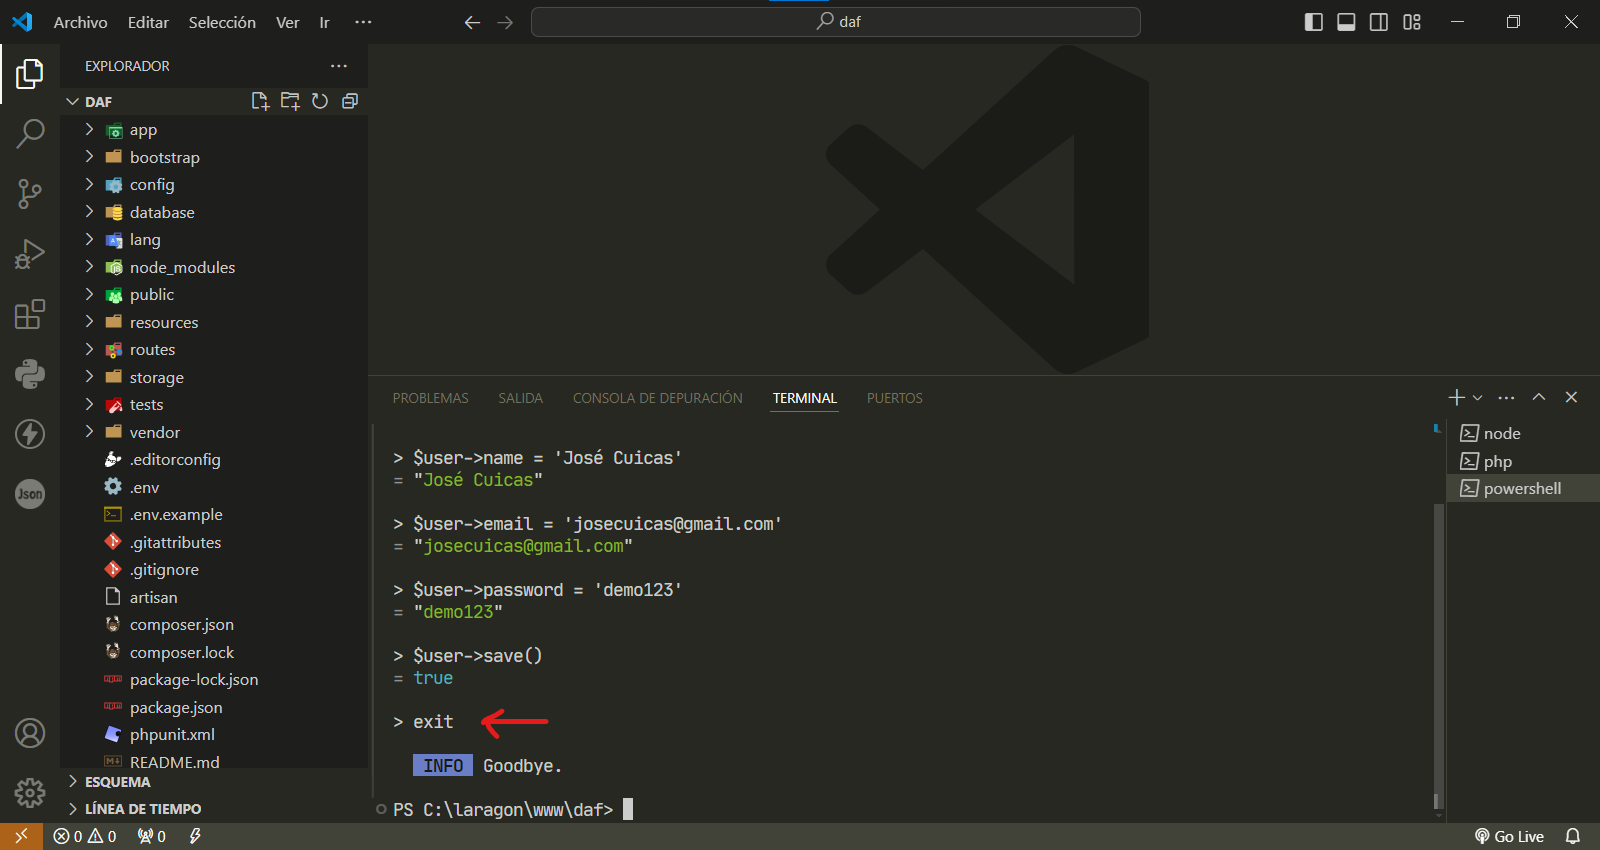 Archivo Editar Selección Ver Ir ···
daf
EXPLORADOR
DAF
app
bootstrap
config
database
lang
node_modules
public
resources
routes
storage
tests
vendor
.editorconfig
.env
.env.example
.gitattributes
.gitignore
artisan
composer.json
composer.lock
package-lock.json
package.json
phpunit.xml
README.md
ESQUEMA
LÍNEA DE TIEMPO
Json
PROBLEMAS SALIDA CONSOLA DE DEPURACIÓN TERMINAL PUERTOS
> $user->name = 'José Cuicas'
= "José Cuicas"
> $user->email = 'josecuicas@gmail.com'
= "josecuicas@gmail.com"
> $user->password = 'demo123'
= "demo123"
> $user->save()
= true
> exit
INFO Goodbye.
PS C:\laragon\www\daf>
node
php
powershell
0 0 0
Go Live